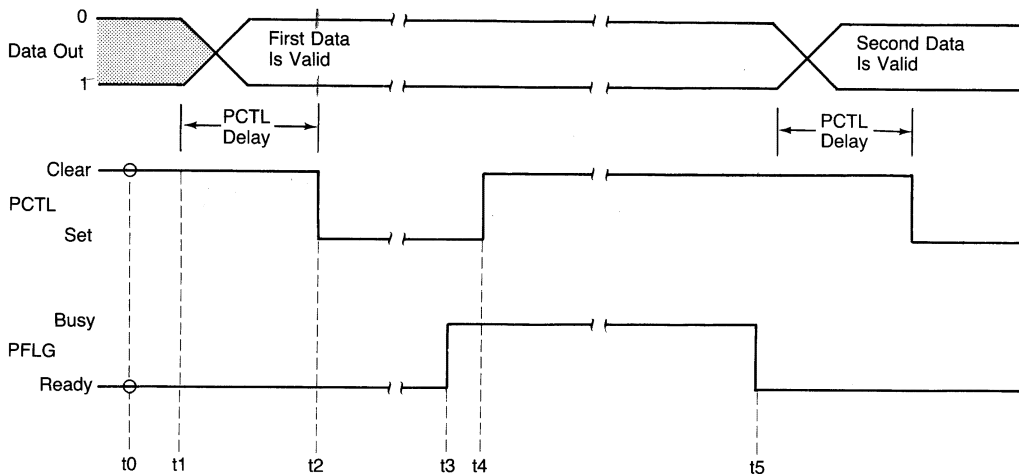 0
Data Out
1
First Data
Is Valid
Second Data
Is Valid
PCTL
Delay
PCTL
Delay
Clear
PCTL
Set
Busy
PFLG
Ready
t0
t1
t2
t3
t4
t5